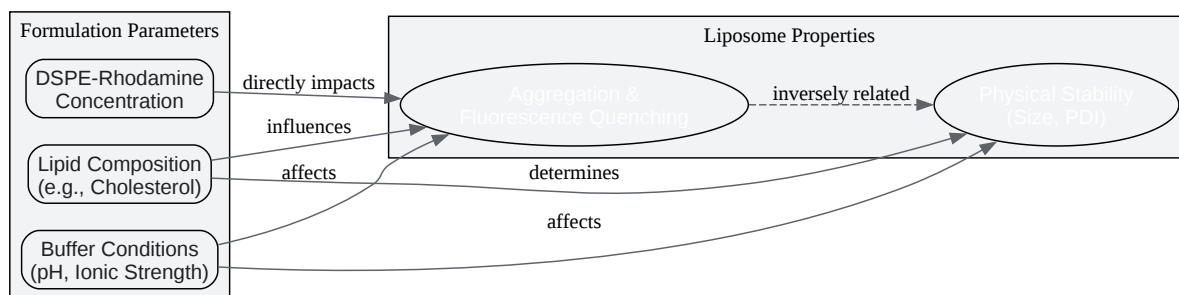 Formulation Parameters
DSPE-Rhodamine
Concentration
Lipid Composition
(e.g., Cholesterol)
Buffer Conditions
(pH, Ionic Strength)
directly impacts
influences
affects
Liposome Properties
Aggregation &
Fluorescence Quenching
inversely related
Physical Stability
(Size, PDI)
determines
affects